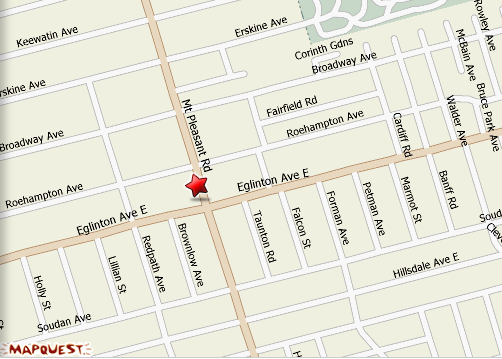 Rowley Ave
Erskine Ave
Keewatin Ave
McBain Ave
Corinth Gdns
Broadway Ave
Erskine Ave
Bruce Park Ave
Walder Ave
Fairfield Rd
Mt Pleasant Rd
Cardiff Rd
Roehampton Ave
Broadway Ave
Eglinton Ave E
Roehampton Ave
Banff Rd
Marmot St
Petman Ave
Forman Ave
Falcon St
Taunton Rd
Eglinton Ave E
Soud
Cle
Brownlow Ave
Redpath Ave
Lillian St
Holly St
Hillsdale Ave E
Soudan Ave
H
MAPQUEST